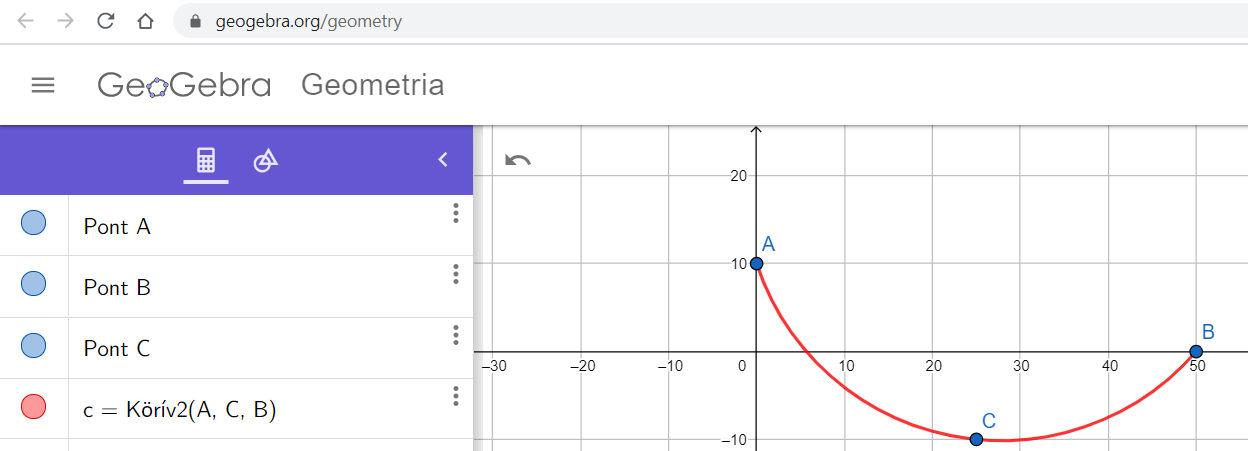 geogebra.org/geometry
GeoGebra Geometria
Pont A
Pont B
Pont C
c = Körív2(A, C, B)
20
A
10
B
−30 −20 −10 0 10 20 30 40 50
C
−10